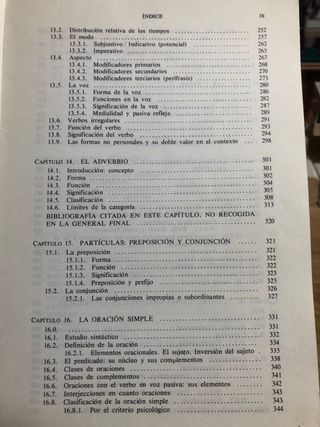 ÍNDICE IX
13.2. Distribución relativa de los tiempos 252
13.3. El modo 257
13.3.1. Subjuntivo / Indicativo (potencial) 262
13.3.2. Imperativo 265
13.4. Aspecto 267
13.4.1. Modificadores primarios 268
13.4.2. Modificadores secundarios 270
13.4.3. Modificadores terciarios (perífrasis) 273
13.5. La voz 280
13.5.1. Forma de la voz 280
13.5.2. Funciones en la voz 282
13.5.3. Significación de la voz 283
13.5.4. Medialidad y pasiva refleja 287
13.6. Verbos irregulares 291
13.7. Función del verbo 293
13.8. Significación del verbo 294
13.9. Las formas no personales y su doble valor en el contexto 298
CAPÍTULO 14. EL ADVERBIO 301
14.1. Introducción: concepto 301
14.2. Forma 302
14.3. Función 304
14.4. Significación 305
14.5. Clasificación 308
14.6. Límites de la categoría 313
BIBLIOGRAFÍA CITADA EN ESTE CAPÍTULO, NO RECOGIDA
EN LA GENERAL FINAL 320
CAPÍTULO 15. PARTÍCULAS: PREPOSICIÓN Y CONJUNCIÓN 321
15.1. La preposición 321
15.1.1. Forma 322
15.1.2. Función 322
15.1.3. Significación 323
15.1.4. Preposición y prefijo 325
15.2. La conjunción 326
15.2.1. Las conjunciones impropias o subordinantes 327
CAPÍTULO 16. LA ORACIÓN SIMPLE 331
16.0. 331
16.1. Estudio sintáctico 332
16.2. Definición de la oración 334
16.2.1. Elementos oracionales. El sujeto. Inversión del sujeto 335
16.3. El predicado: su núcleo y sus complementos 338
16.4. Clases de oraciones 340
16.5. Clases de complementos 341
16.6. Oraciones con el verbo en voz pasiva: sus elementos 342
16.7. Interjecciones en cuanto oraciones 343
16.8. Clasificación de la oración simple 343
16.8.1. Por el criterio psicológico 344